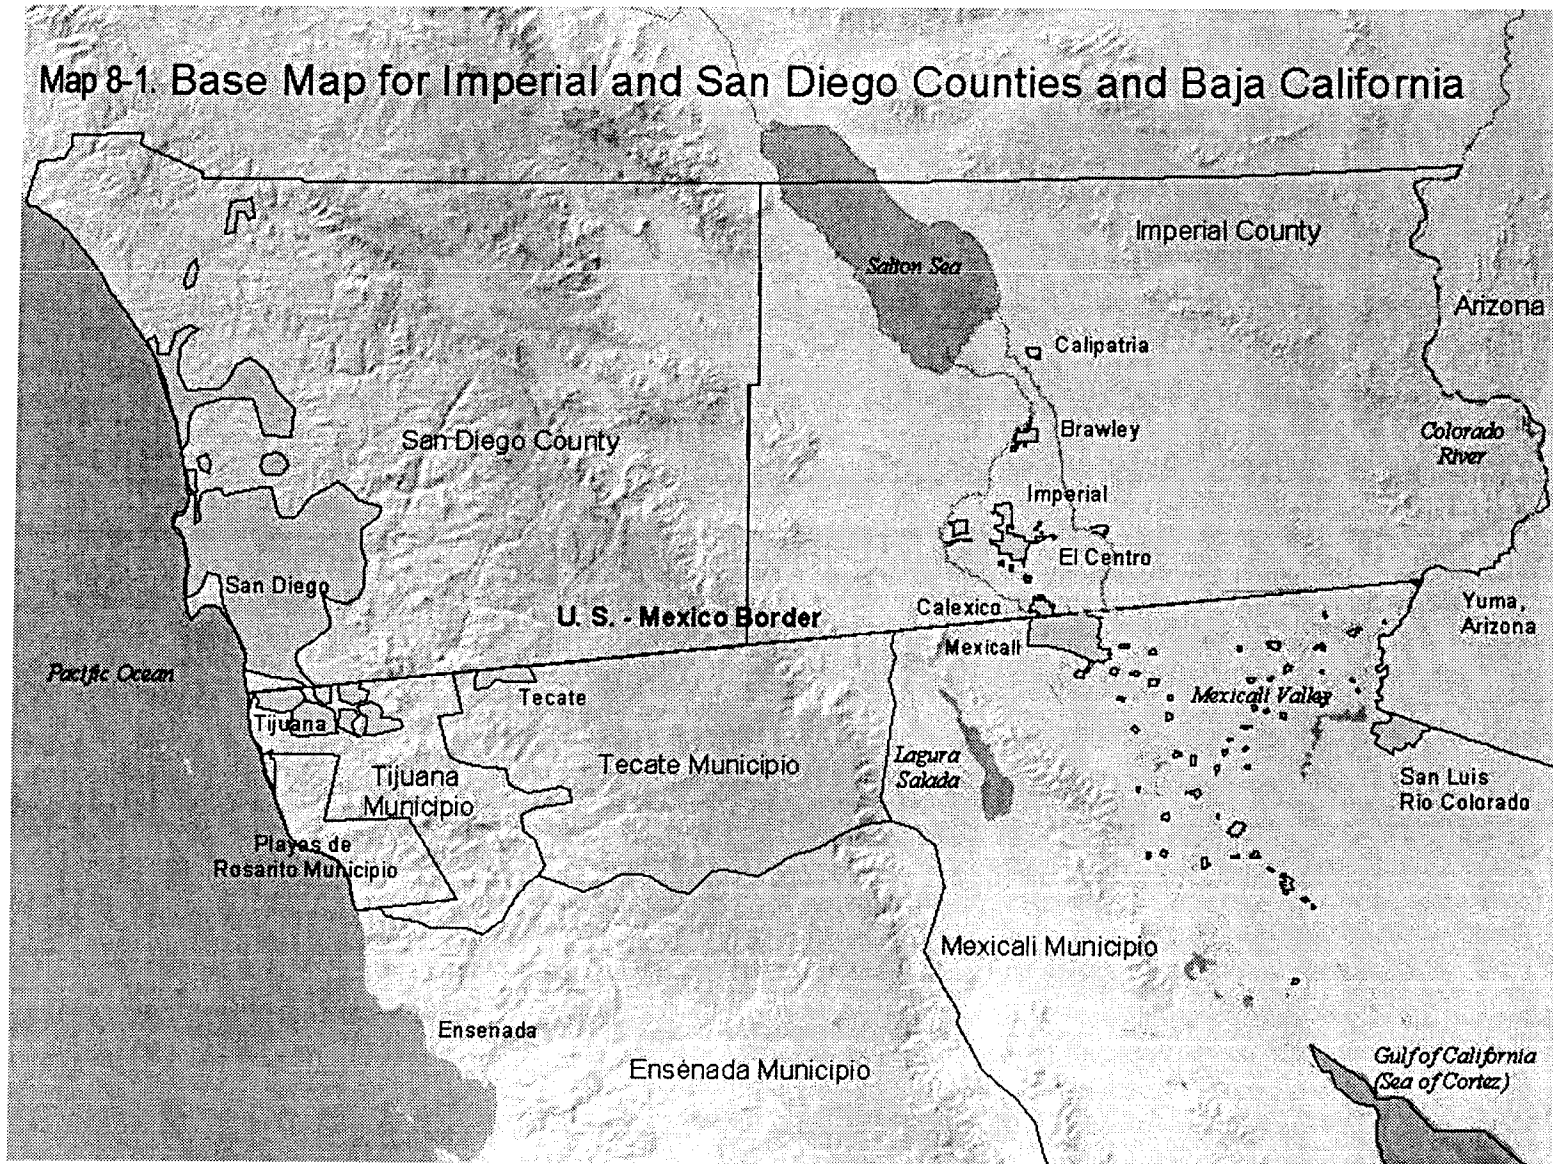 Map 8-1. Base Map for Imperial and San Diego Counties and Baja California
Imperial County
Salton Sea
Arizona
Calipatria
Brawley
Colorado
River
San Diego County
Imperial
El Centro
San Diego
Calexico
U. S. - Mexico Border
Yuma,
Arizona
Mexicali
Pacific Ocean
Tecate
Mexicali Valley
Tijuana
Tecate Municipio
Lagura
Salada
Tijuana
Municipio
San Luis
Rio Colorado
Playas de
Rosarito Municipio
Mexicali Municipio
Ensenada
Ensenada Municipio
Gulf of California
(Sea of Cortez)